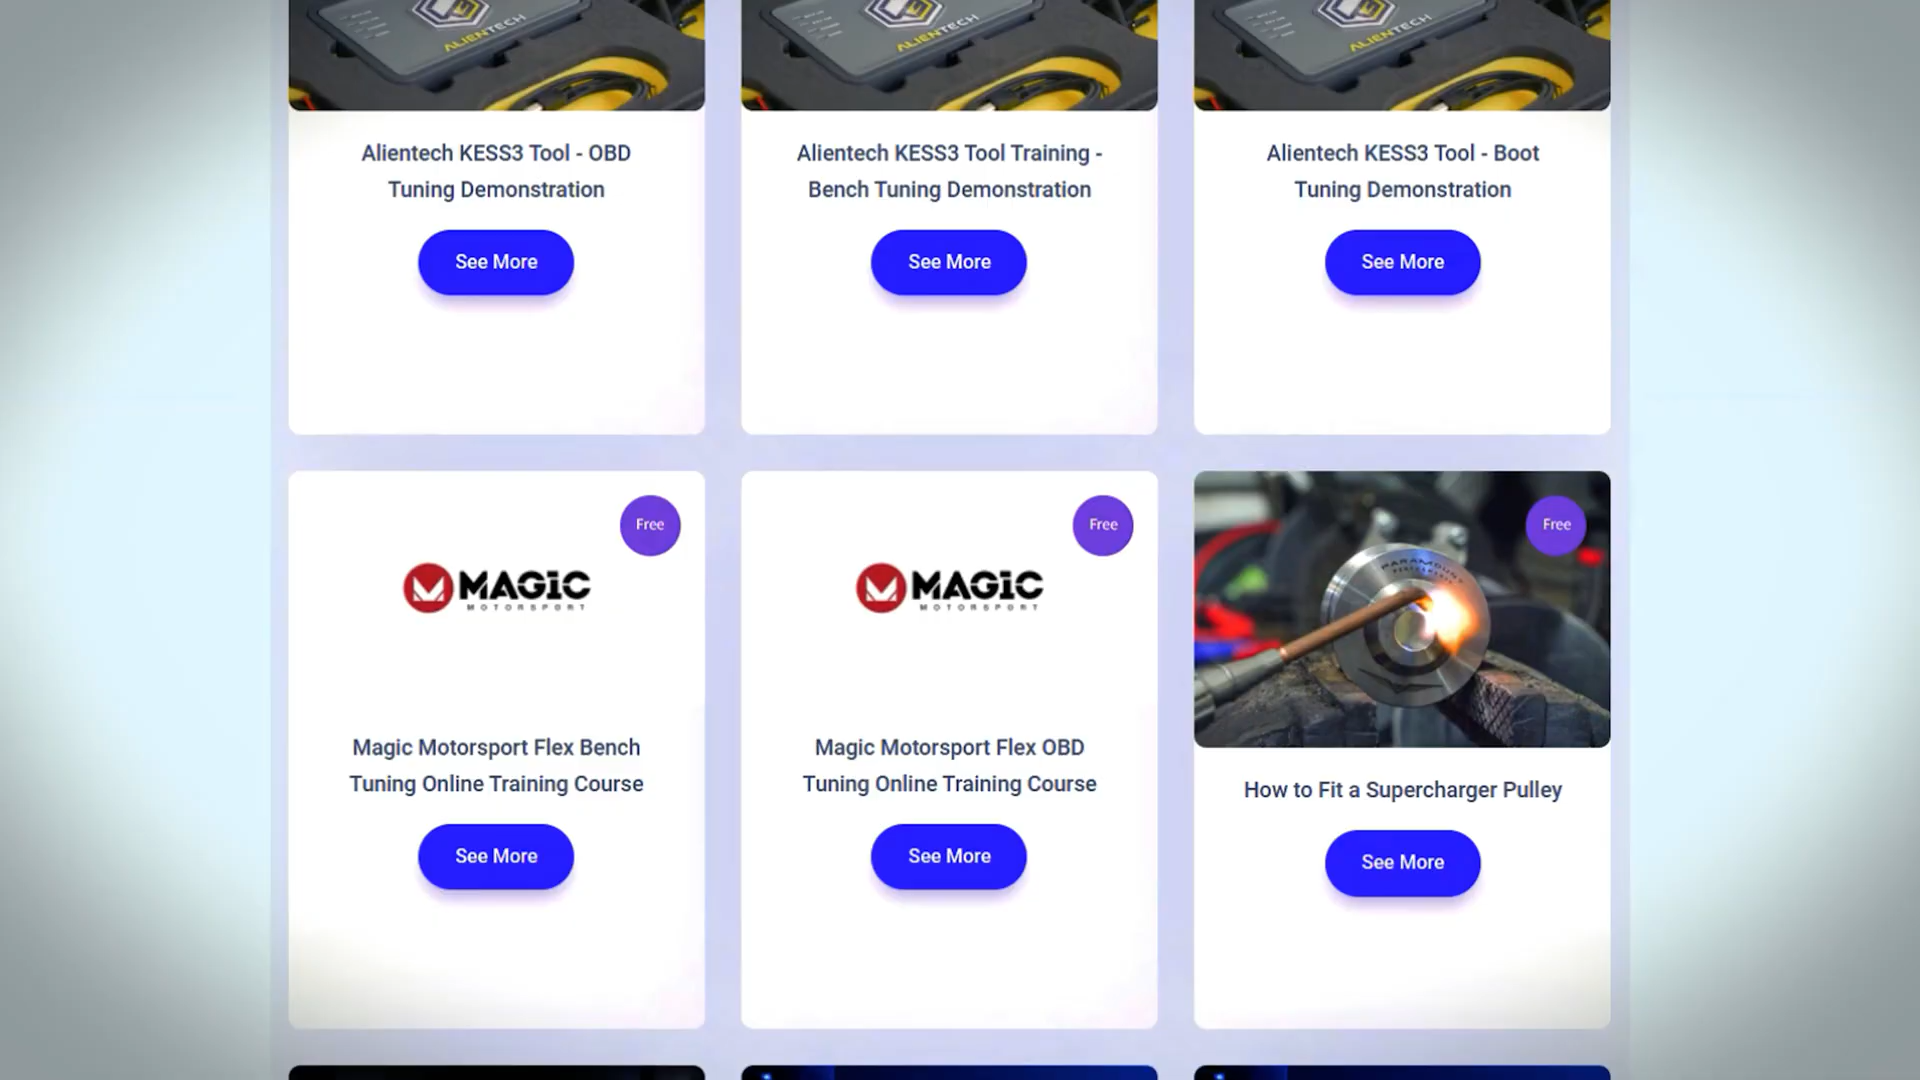 ALIENTECH
ALIENTECH
ALIENTECH
Alientech KESS3 Tool - OBD
Tuning Demonstration
See More
Alientech KESS3 Tool Training -
Bench Tuning Demonstration
See More
Alientech KESS3 Tool - Boot
Tuning Demonstration
See More
Free
MAGIC
MOTORSPORT
Magic Motorsport Flex Bench
Tuning Online Training Course
See More
Free
MAGIC
MOTORSPORT
Magic Motorsport Flex OBD
Tuning Online Training Course
See More
Free
PARAMOUNT
PERFORMANCE
How to Fit a Supercharger Pulley
See More